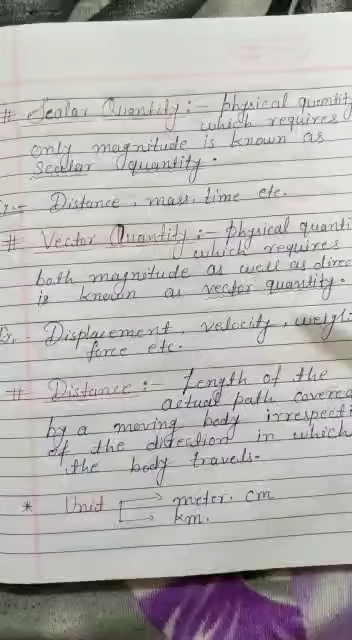 # Scalar Quantity :- physical quantity
which requires
only magnitude is known as
Scalar quantity.
Ex. = Distance, mass, time etc.
# Vector Quantity :- physical quanti
which requires
both magnitude as well as direc
is known as vector quantity.
Ex. - Displacement, velocity, weight
force etc.
# Distance :- Length of the
actual path covered
by a moving body irrespecti
of the direction in which
the body travels-
* Unit → meter. cm
→ km.